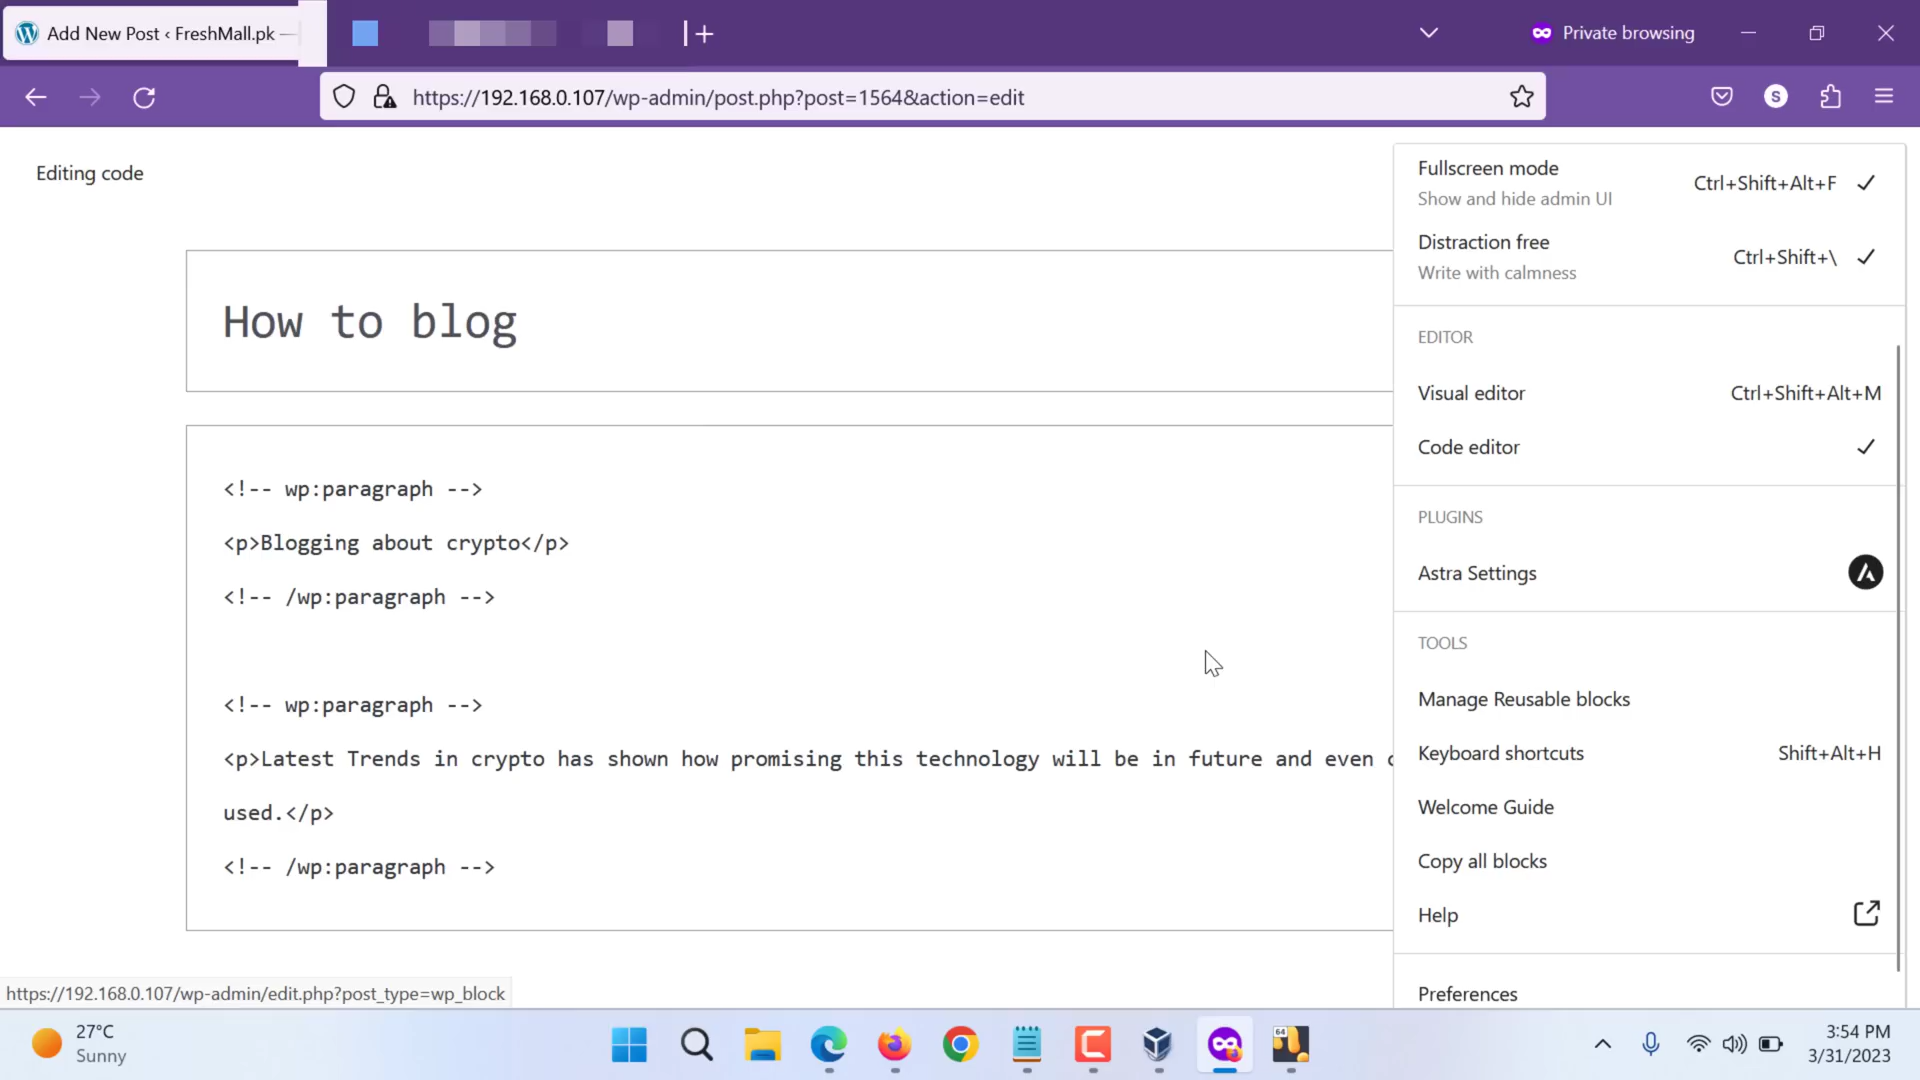 Add New Post ‹ FreshMall.pk —
Private browsing
https://192.168.0.107/wp-admin/post.php?post=1564&action=edit
S
Editing code
Fullscreen mode
Ctrl+Shift+Alt+F
Show and hide admin UI
Distraction free
Ctrl+Shift+\
Write with calmness
How to blog
EDITOR
Visual editor
Ctrl+Shift+Alt+M
Code editor
<!-- wp:paragraph -->
<p>Blogging about crypto</p>
<!-- /wp:paragraph -->
PLUGINS
Astra Settings
TOOLS
Manage Reusable blocks
<!-- wp:paragraph -->
<p>Latest Trends in crypto has shown how promising this technology will be in future and even
used.</p>
<!-- /wp:paragraph -->
Keyboard shortcuts
Shift+Alt+H
Welcome Guide
Copy all blocks
Help
Preferences
https://192.168.0.107/wp-admin/edit.php?post_type=wp_block
27°C
Sunny
64
3:54 PM
3/31/2023